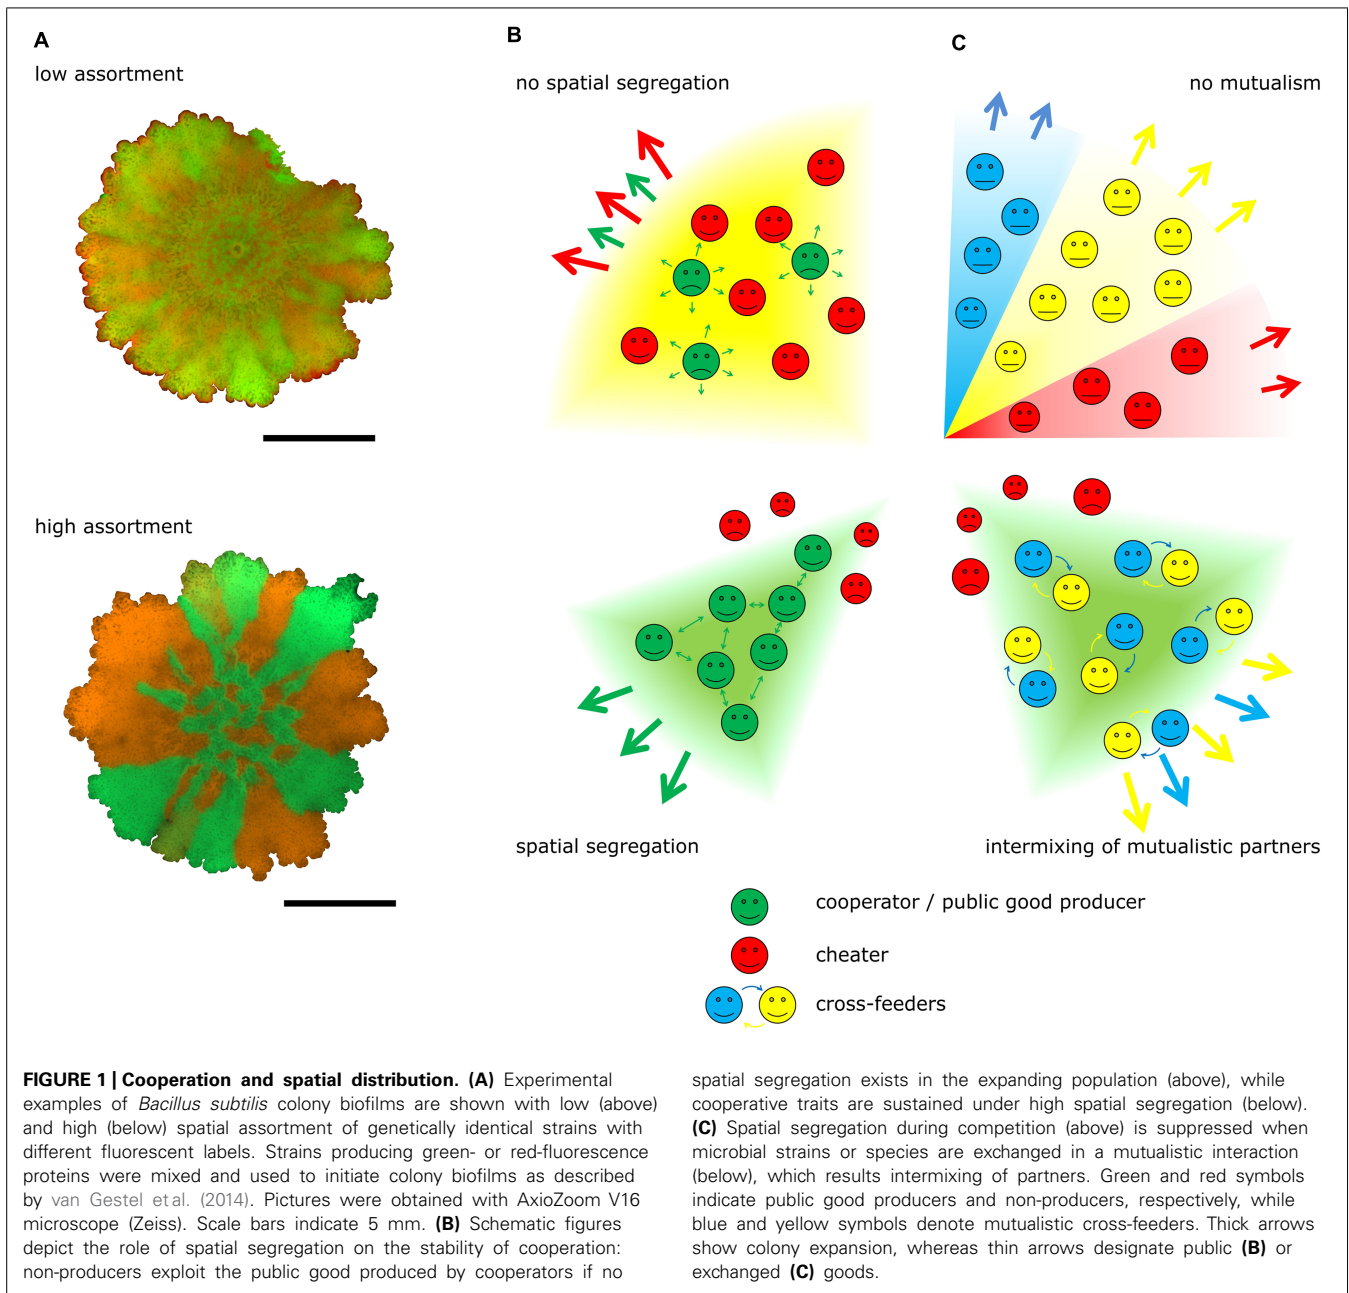 A
low assortment
high assortment
B
no spatial segregation
spatial segregation
C
no mutualism
intermixing of mutualistic partners
cooperator / public good producer
cheater
cross-feeders
FIGURE 1 | Cooperation and spatial distribution. (A) Experimental
examples of Bacillus subtilis colony biofilms are shown with low (above)
and high (below) spatial assortment of genetically identical strains with
different fluorescent labels. Strains producing green- or red-fluorescence
proteins were mixed and used to initiate colony biofilms as described
by van Gestel et al. (2014). Pictures were obtained with AxioZoom V16
microscope (Zeiss). Scale bars indicate 5 mm. (B) Schematic figures
depict the role of spatial segregation on the stability of cooperation:
non-producers exploit the public good produced by cooperators if no
spatial segregation exists in the expanding population (above), while
cooperative traits are sustained under high spatial segregation (below).
(C) Spatial segregation during competition (above) is suppressed when
microbial strains or species are exchanged in a mutualistic interaction
(below), which results intermixing of partners. Green and red symbols
indicate public good producers and non-producers, respectively, while
blue and yellow symbols denote mutualistic cross-feeders. Thick arrows
show colony expansion, whereas thin arrows designate public (B) or
exchanged (C) goods.